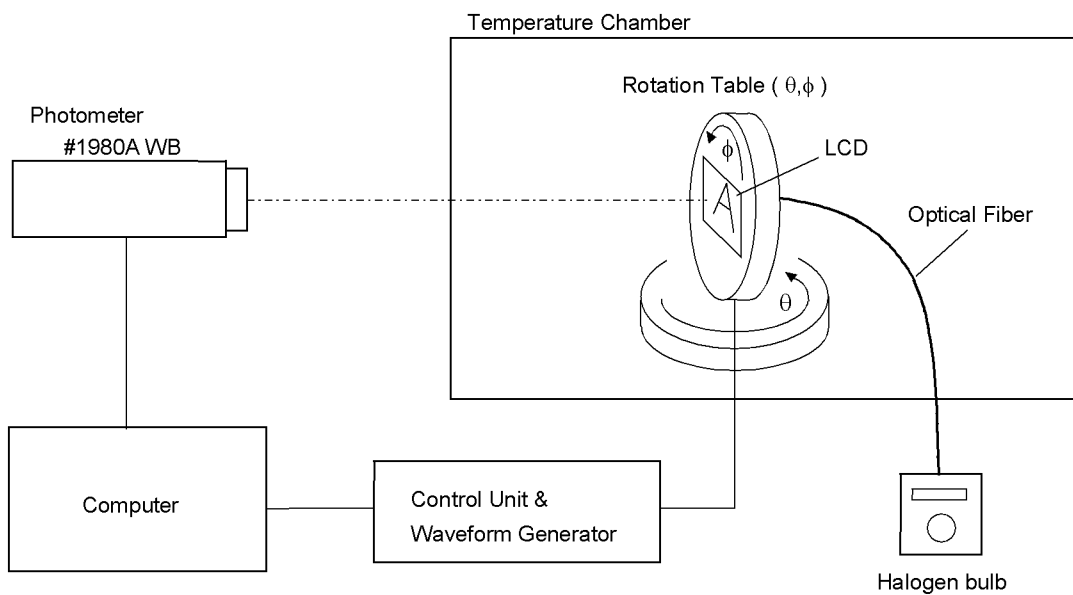 Temperature Chamber
Rotation Table ( θ,ϕ )
Photometer
#1980A WB
ϕ
LCD
A
Optical Fiber
θ
Computer
Control Unit &
Waveform Generator
Halogen bulb